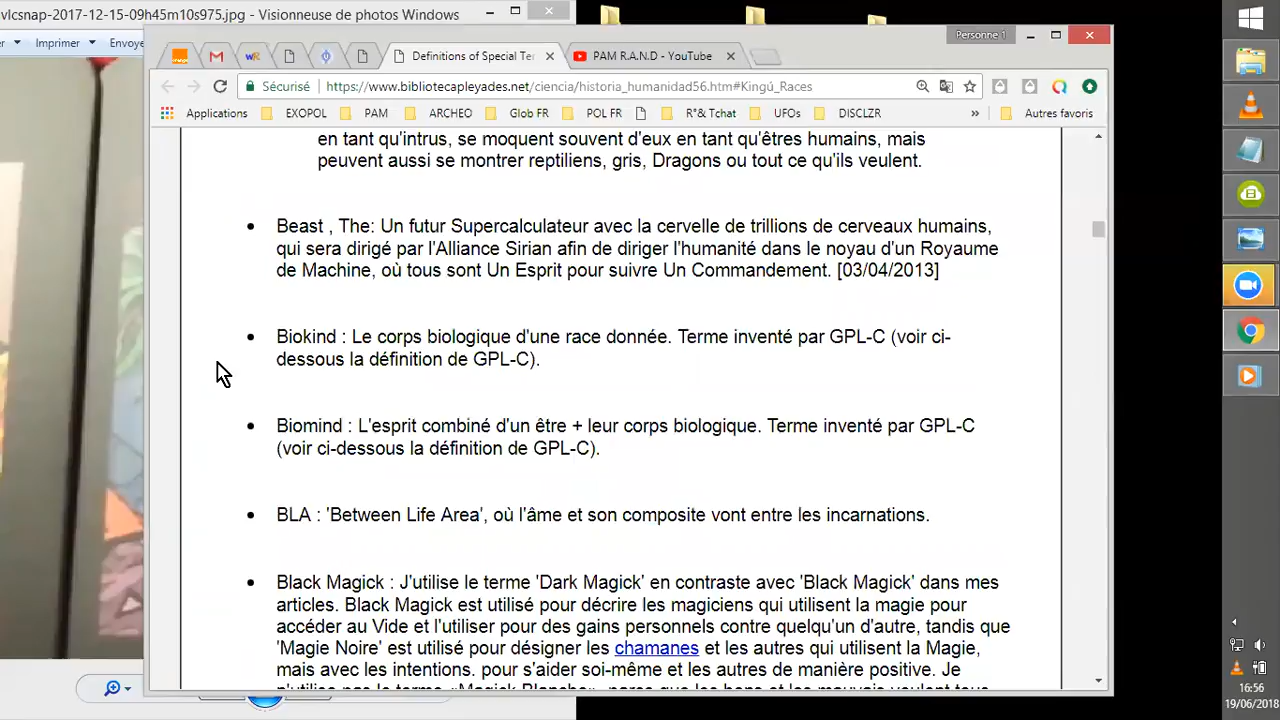 vlcsnap-2017-12-15-09h45m10s975.jpg - Visionneuse de photos Windows
Imprimer
Envoye
Personne 1
Definitions of Special Te
PAM R.A.N.D - YouTube
Sécurisé
https://www.bibliotecapleyades.net/ciencia/historia_humanidad56.htm#Kingú_Races
Applications
EXOPOL
PAM
ARCHEO
Glob FR
POL FR
R°& Tchat
UFOs
DISCLZR
»
Autres favoris
en tant qu'intrus, se moquent souvent d'eux en tant qu'êtres humains, mais
peuvent aussi se montrer reptiliens, gris, Dragons ou tout ce qu'ils veulent.
Beast , The: Un futur Supercalculateur avec la cervelle de trillions de cerveaux humains,
qui sera dirigé par l'Alliance Sirian afin de diriger l'humanité dans le noyau d'un Royaume
de Machine, où tous sont Un Esprit pour suivre Un Commandement. [03/04/2013]
Biokind : Le corps biologique d'une race donnée. Terme inventé par GPL-C (voir ci-
dessous la définition de GPL-C).
Biomind : L'esprit combiné d'un être + leur corps biologique. Terme inventé par GPL-C
(voir ci-dessous la définition de GPL-C).
BLA : 'Between Life Area', où l'âme et son composite vont entre les incarnations.
Black Magick : J'utilise le terme 'Dark Magick' en contraste avec 'Black Magick' dans mes
articles. Black Magick est utilisé pour décrire les magiciens qui utilisent la magie pour
accéder au Vide et l'utiliser pour des gains personnels contre quelqu'un d'autre, tandis que
'Magie Noire' est utilisé pour désigner les chamanes et les autres qui utilisent la Magie,
mais avec les intentions. pour s'aider soi-même et les autres de manière positive. Je
16:56
19/06/2018